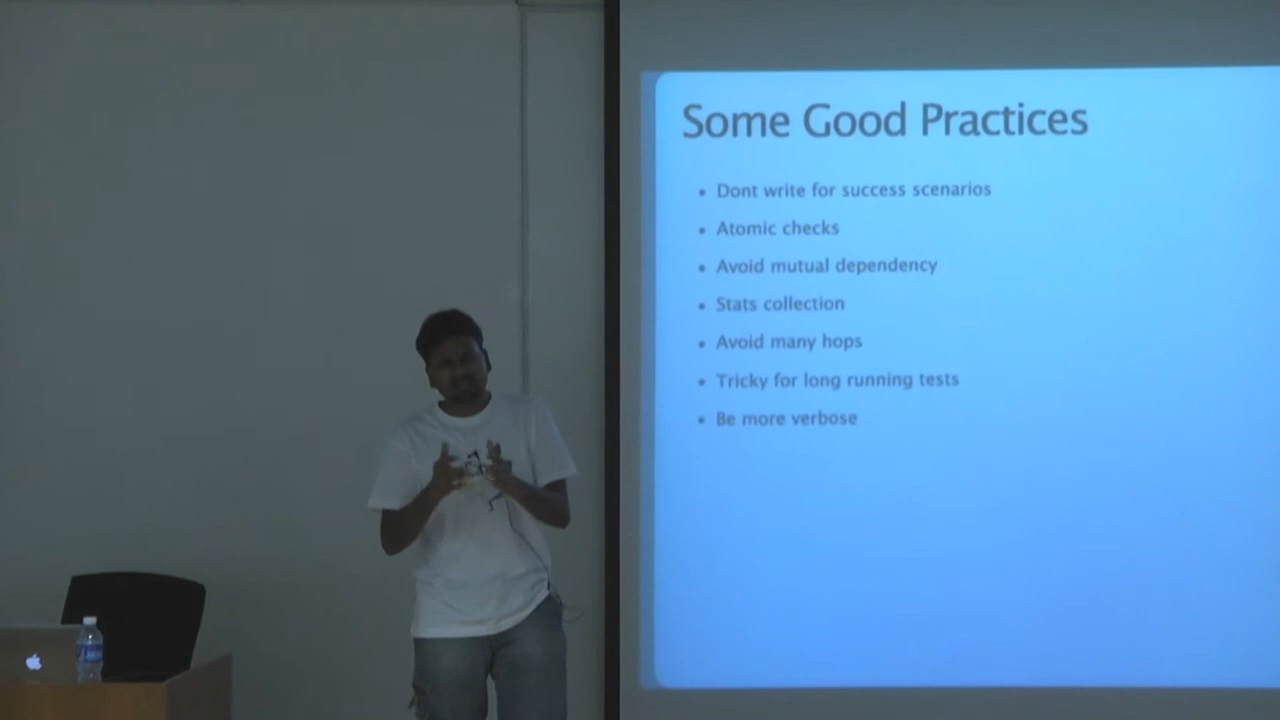 Some Good Practices
• Dont write for success scenarios
• Atomic checks
• Avoid mutual dependency
• Stats collection
• Avoid many hops
• Tricky for long running tests
• Be more verbose